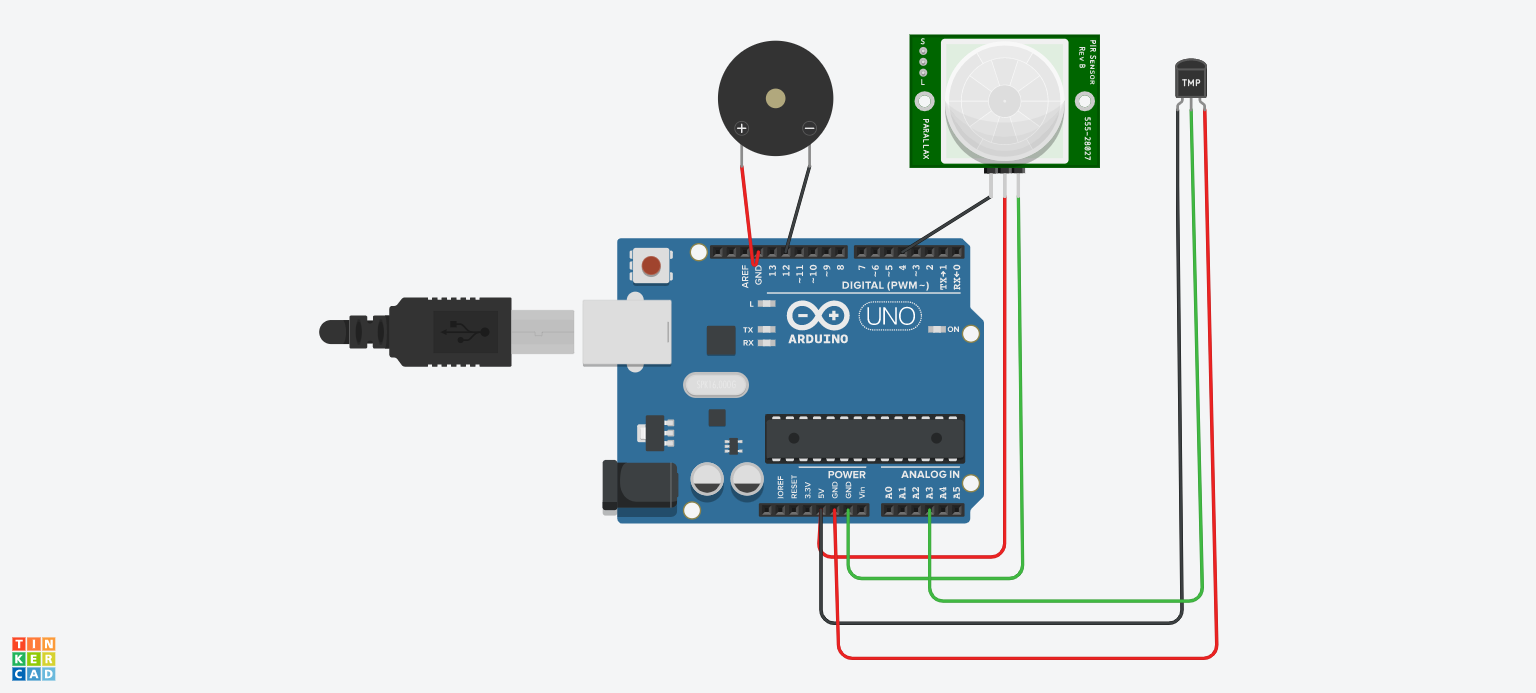 S
L
PIR SENSOR
REV B
PARALLAX
555-28027
TMP
+
−
AREF
GND
13
12
~11
~10
~9
8
7
~6
~5
4
~3
2
TX→1
RX←0
DIGITAL (PWM~)
L
TX
RX
ARDUINO
UNO
ON
POWER
ANALOG IN
IOREF
RESET
3.3V
5V
GND
GND
Vin
A0
A1
A2
A3
A4
A5
TIN
KER
CAD